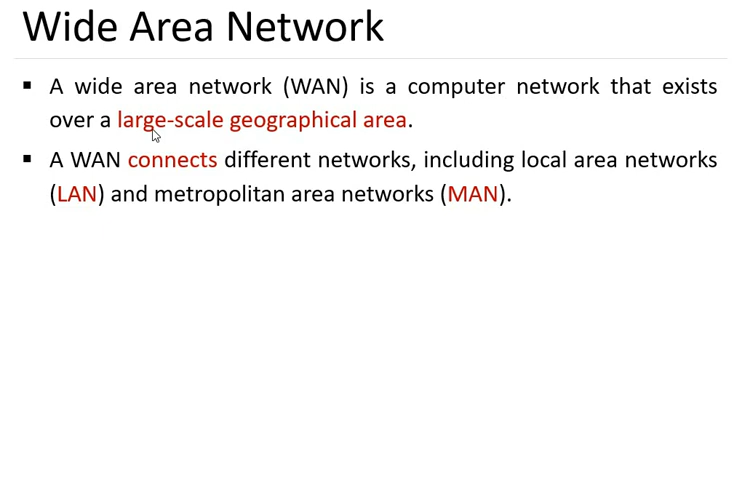 Wide Area Network
▪ A wide area network (WAN) is a computer network that exists
over a large-scale geographical area.
▪ A WAN connects different networks, including local area networks
(LAN) and metropolitan area networks (MAN).